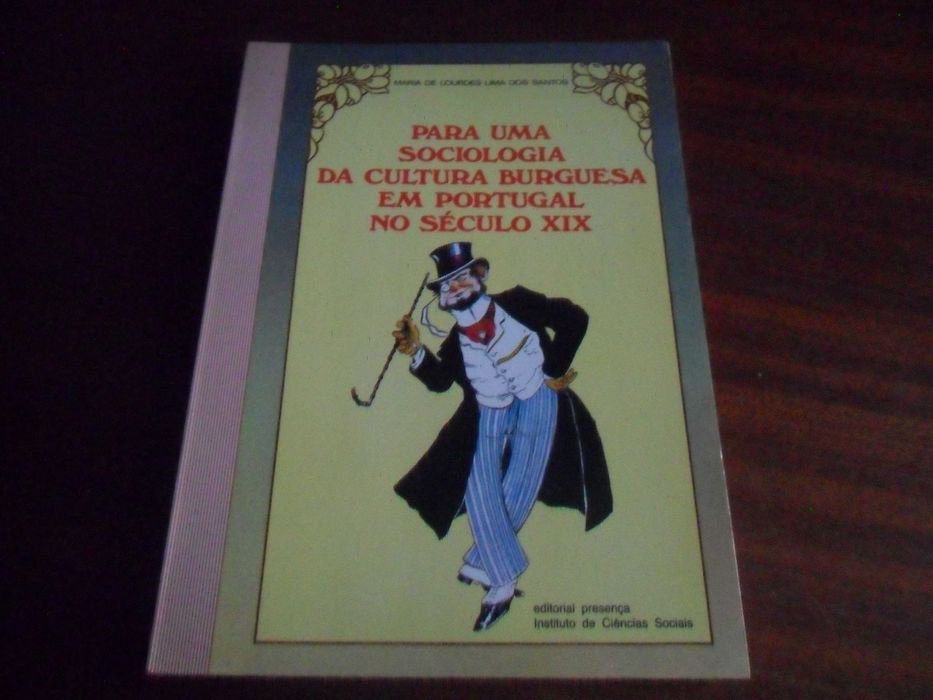 MARIA DE LOURDES LIMA DOS SANTOS
PARA UMA
SOCIOLOGIA
DA CULTURA BURGUESA
EM PORTUGAL
NO SÉCULO XIX
editorial presença
Instituto de Ciências Sociais